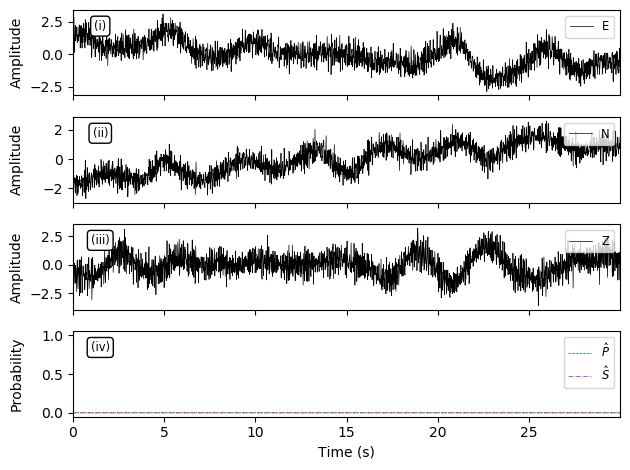 2.5
0.0
−2.5
Amplitude
(i)
E
2
0
−2
Amplitude
(ii)
N
2.5
0.0
−2.5
Amplitude
(iii)
Z
1.0
0.5
0.0
Probability
(iv)
P̂
Ŝ
0 5 10 15 20 25
Time (s)